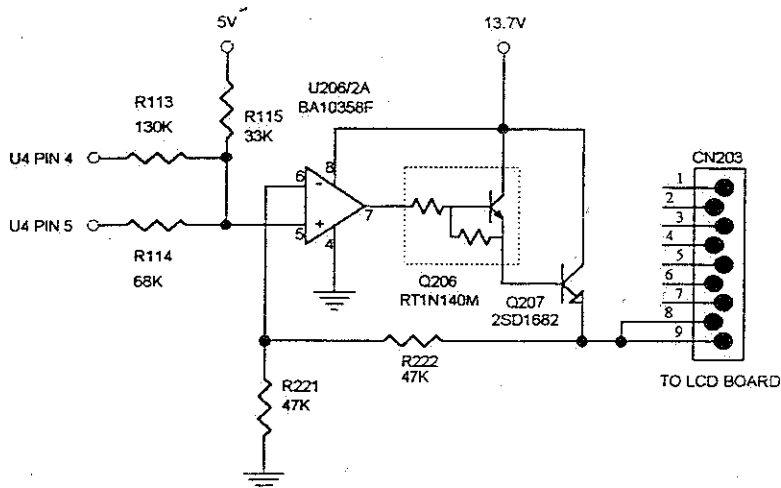 5V
13.7V
U206/2A
BA10358F
R113
130K
R115
33K
U4 PIN 4
CN203
1
2
3
4
5
6
7
8
9
8
6
-
7
+
5
4
U4 PIN 5
R114
68K
Q206
RT1N140M
Q207
2SD1682
R222
47K
R221
47K
TO LCD BOARD